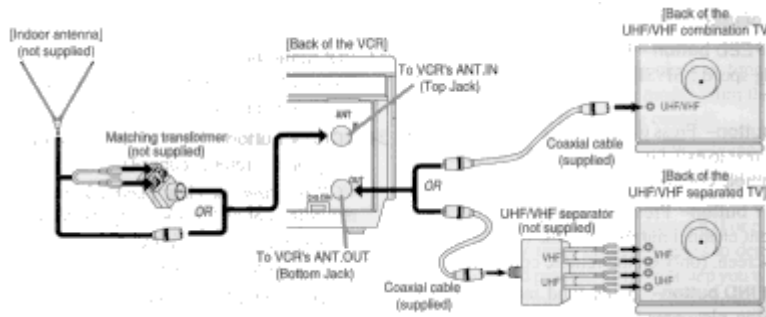 [Indoor antenna]
(not supplied)
Matching transformer
(not supplied)
OR
[Back of the VCR]
ANT
IN
OUT
To VCR's ANT.IN
(Top Jack)
To VCR's ANT.OUT
(Bottom Jack)
OR
Coaxial cable
(supplied)
[Back of the
UHF/VHF combination TV]
UHF/VHF
[Back of the
UHF/VHF separated TV]
UHF/VHF separator
(not supplied)
VHF
UHF
VHF
UHF
Coaxial cable
(supplied)